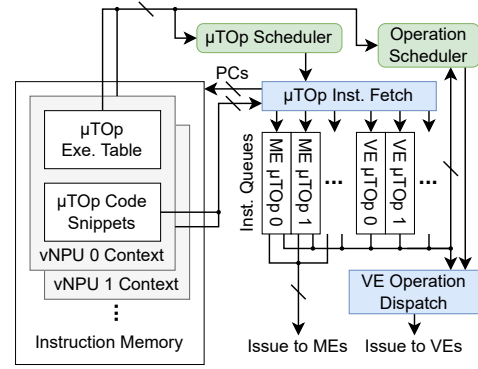 μTOp Scheduler
Operation
Scheduler
PCs
μTOp Inst. Fetch
μTOp
Exe. Table
μTOp Code
Snippets
vNPU 0 Context
vNPU 1 Context
⋮
Instruction Memory
Inst. Queues
ME μTOp 0
ME μTOp 1
...
VE μTOp 0
VE μTOp 1
...
VE Operation
Dispatch
Issue to MEs
Issue to VEs